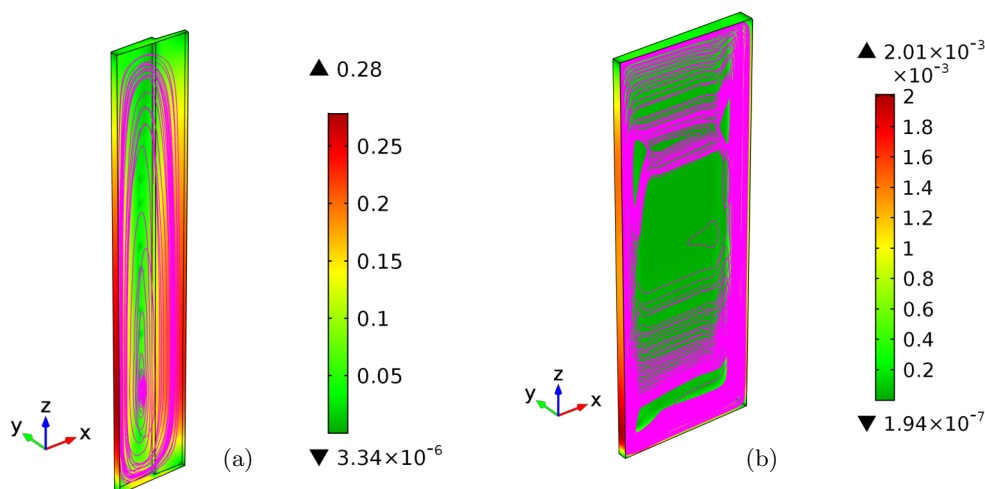 ▲ 0.28
0.25
0.2
0.15
0.1
0.05
▼ 3.34×10⁻⁶
z
y
x
(a)
▲ 2.01×10⁻³
×10⁻³
2
1.8
1.6
1.4
1.2
1
0.8
0.6
0.4
0.2
▼ 1.94×10⁻⁷
z
y
x
(b)